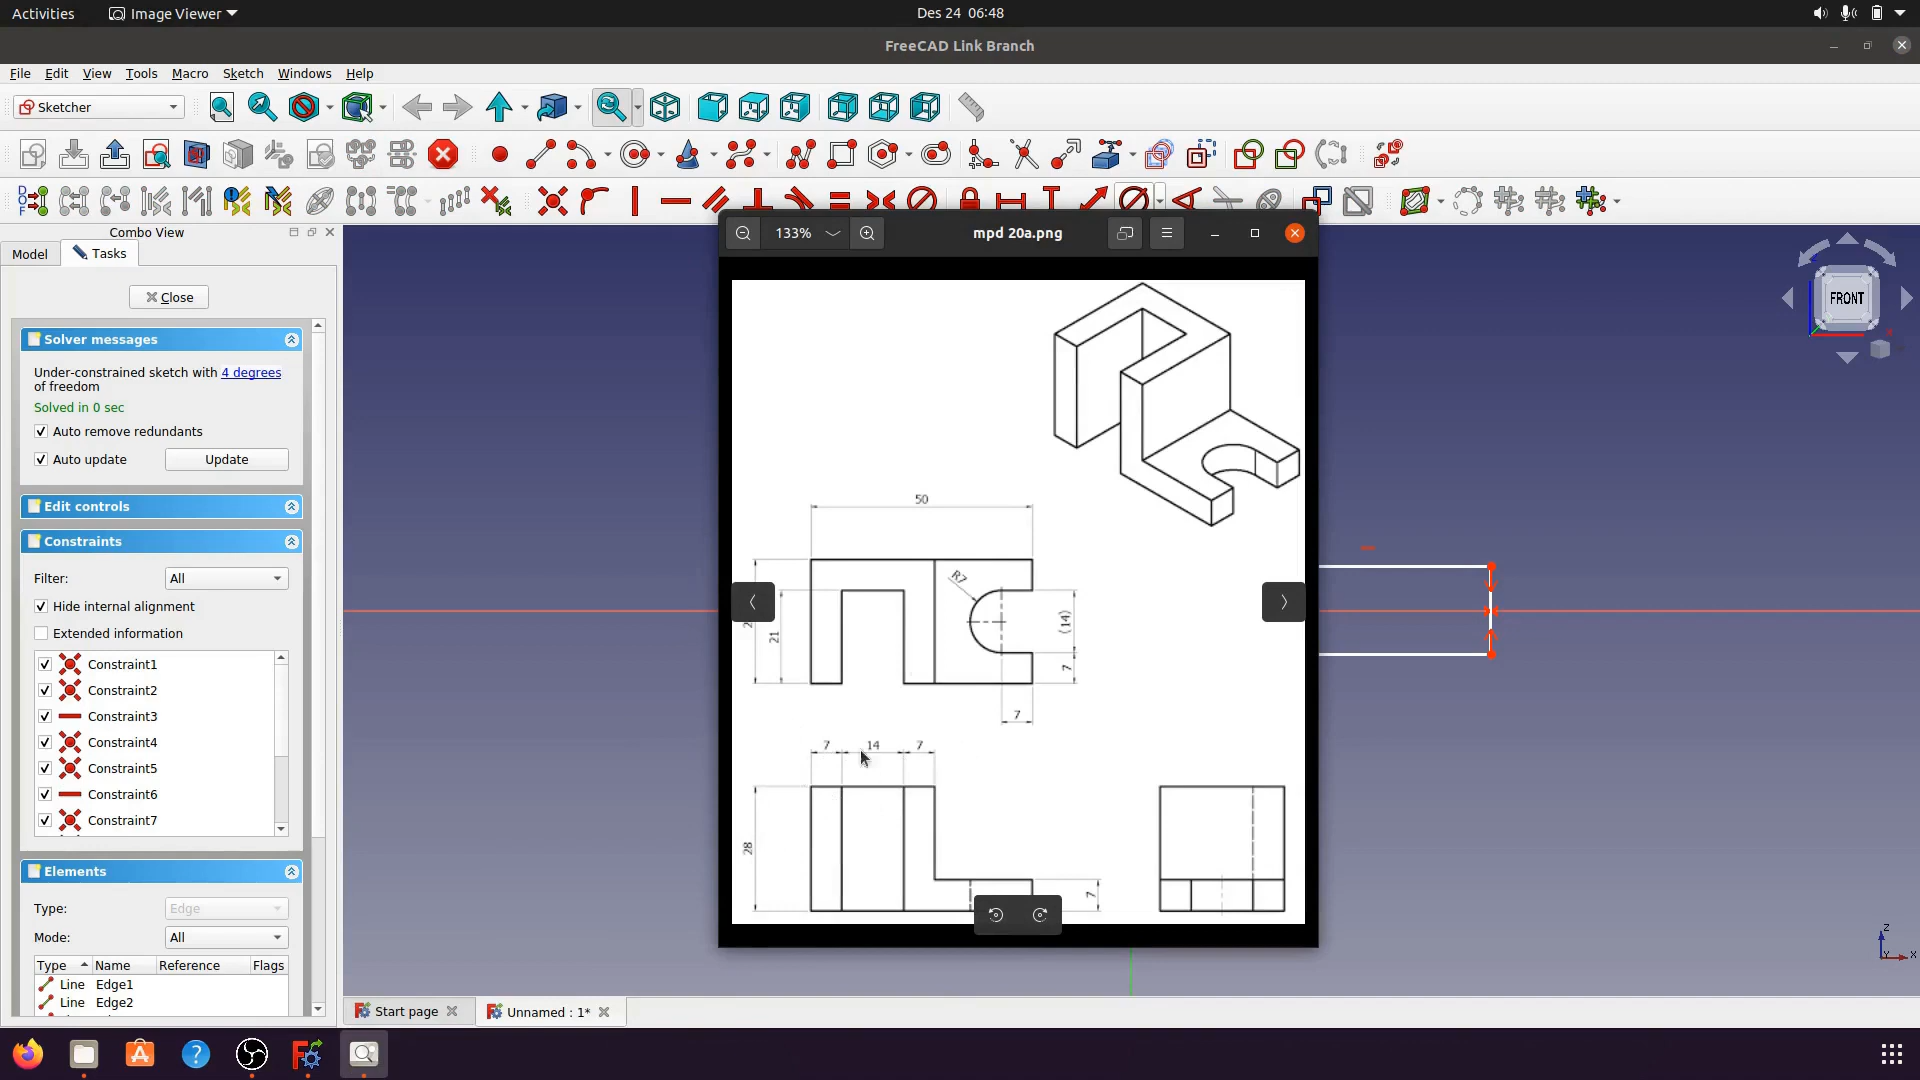 Activities
Image Viewer
Des 24 06:48
FreeCAD Link Branch
File Edit View Tools Macro Sketch Windows Help
Sketcher
Combo View
Model
Tasks
Close
Solver messages
Under-constrained sketch with 4 degrees
of freedom
Solved in 0 sec
Auto remove redundants
Auto update
Update
Edit controls
Constraints
Filter:
All
Hide internal alignment
Extended information
Constraint1
Constraint2
Constraint3
Constraint4
Constraint5
Constraint6
Constraint7
Elements
Type:
Edge
Mode:
All
Type Name Reference Flags
Line Edge1
Line Edge2
133%
mpd 20a.png
50
R7
21
(14)
7
7
7 14 7
28
7
FRONT
Z
X
Start page
Unnamed : 1*